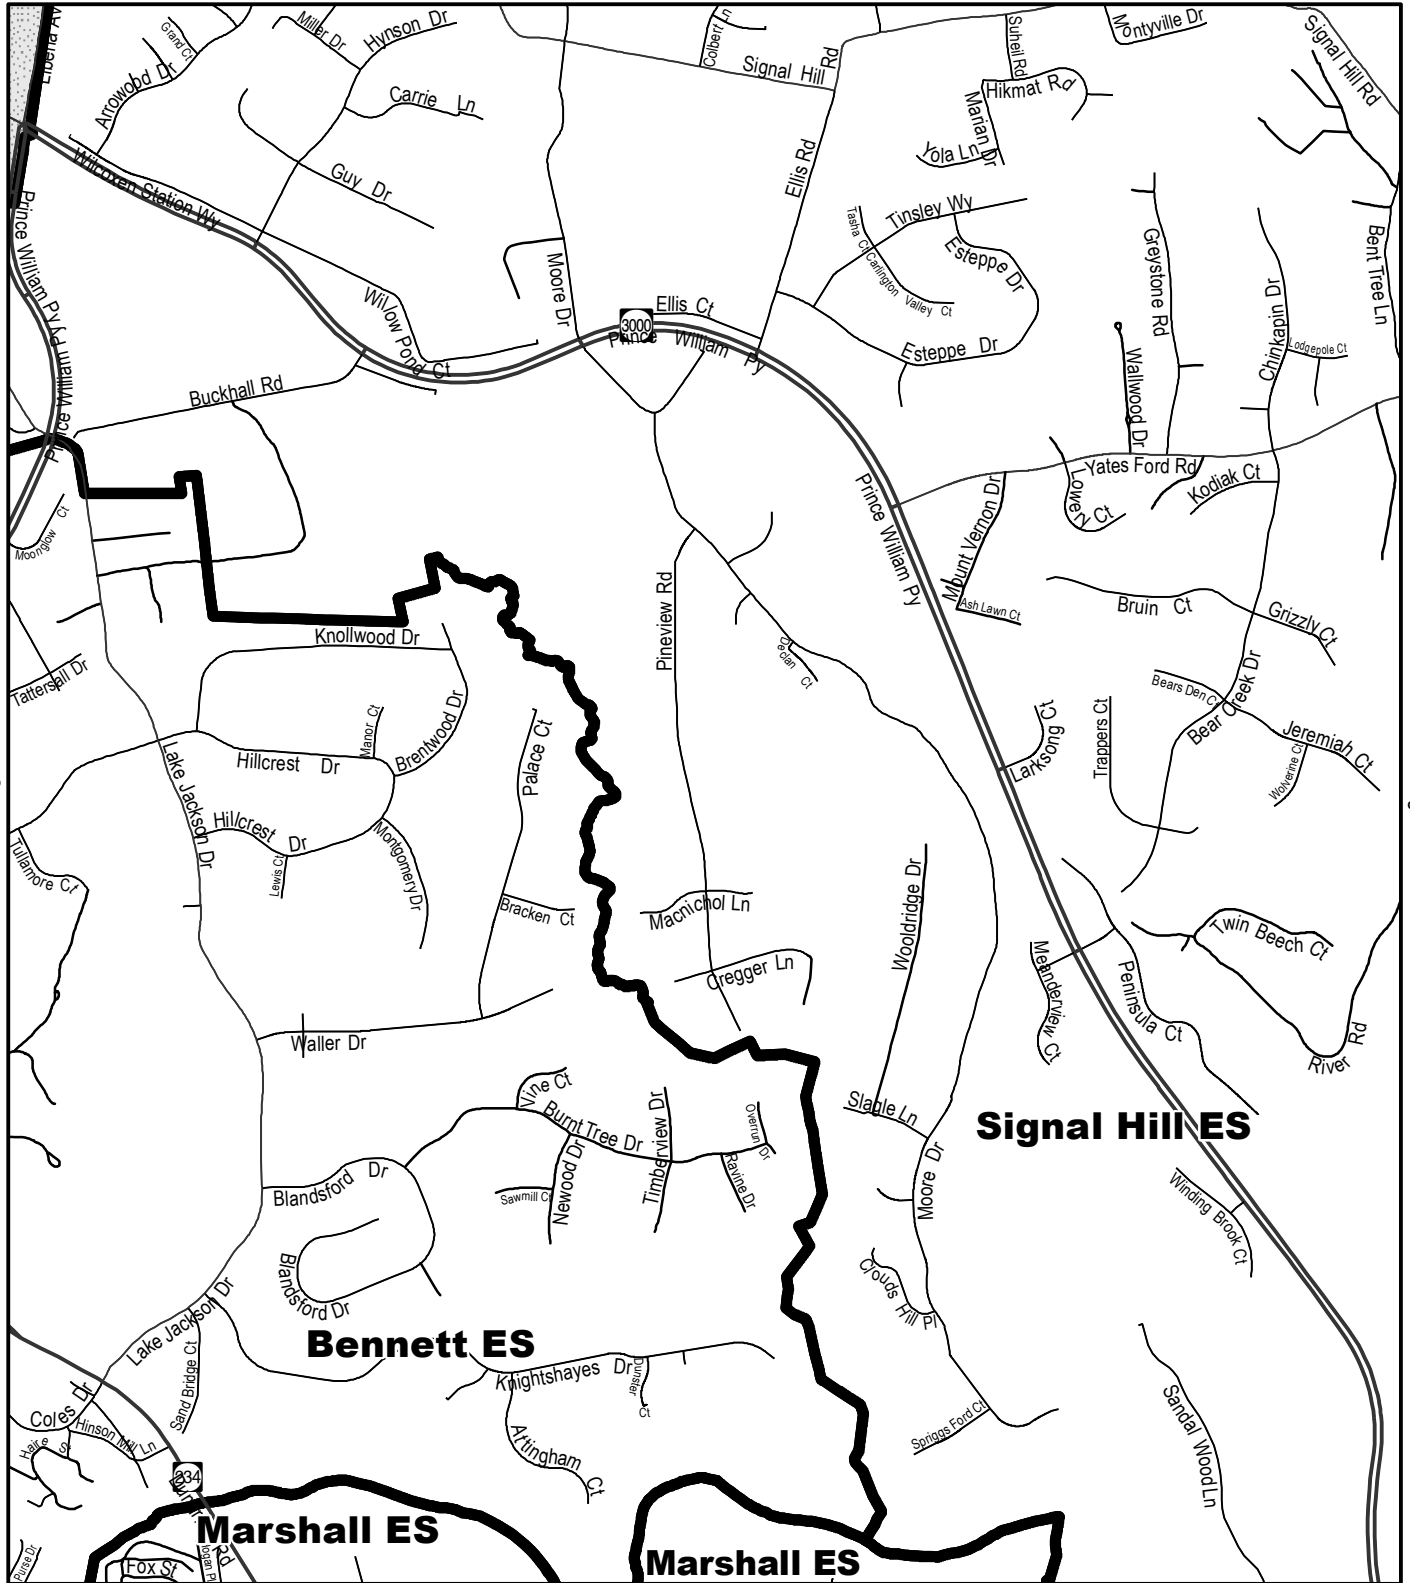 Liberia Av
Grand Ct
Miller Dr
Hynson Dr
Colbert Ln
Signal Hill Rd
Suheil Rd
Montyville Dr
Signal Hill Rd
Arrowood Dr
Carrie Ln
Hikmat Rd
Marian Dr
Yola Ln
Ellis Rd
Guy Dr
Wilcoxen Station Wy
Prince William Py
Tinsley Wy
Tasha Ct
Carlington Valley Ct
Esteppe Dr
Greystone Rd
Bent Tree Ln
Chinkapin Dr
Moore Dr
Willow Pond Ct
Ellis Ct
3000
Prince William Py
Esteppe Dr
Wallwood Dr
Lodgepole Ct
Prince William Py
Buckhall Rd
Yates Ford Rd
Kodiak Ct
Lowery Ct
Mount Vernon Dr
Prince William Py
Moonglow Ct
Ash Lawn Ct
Bruin Ct
Grizzly Ct
Knollwood Dr
Pineview Rd
Declan Ct
Tattersall Dr
Bears Den Ct
Bear Creek Dr
Jeremiah Ct
Wolverine Ct
Trappers Ct
Larksong Ct
Manor Ct
Brentwood Dr
Palace Ct
Hillcrest Dr
Lake Jackson Dr
Hillcrest Dr
Lewis Ct
Montgomery Dr
Tullamore Ct
Bracken Ct
Macnichol Ln
Wooldridge Dr
Cregger Ln
Meanderview Ct
Peninsula Ct
Twin Beech Ct
River Rd
Waller Dr
Vine Ct
Burnt Tree Dr
Timberview Dr
Overrun Dr
Ravine Dr
Newood Dr
Sawmill Ct
Slagle Ln
Signal Hill ES
Moore Dr
Winding Brook Ct
Blandsford Dr
Blandsford Dr
Clouds Hill Pl
Lake Jackson Dr
Sand Bridge Ct
Bennett ES
Knightshayes Dr
Dunster Ct
Attingham Ct
Spriggs Ford Ct
Sandal Wood Ln
Coles Dr
Hinson Mill Ln
234
Marshall ES
Marshall ES
Fox St
Purse Dr